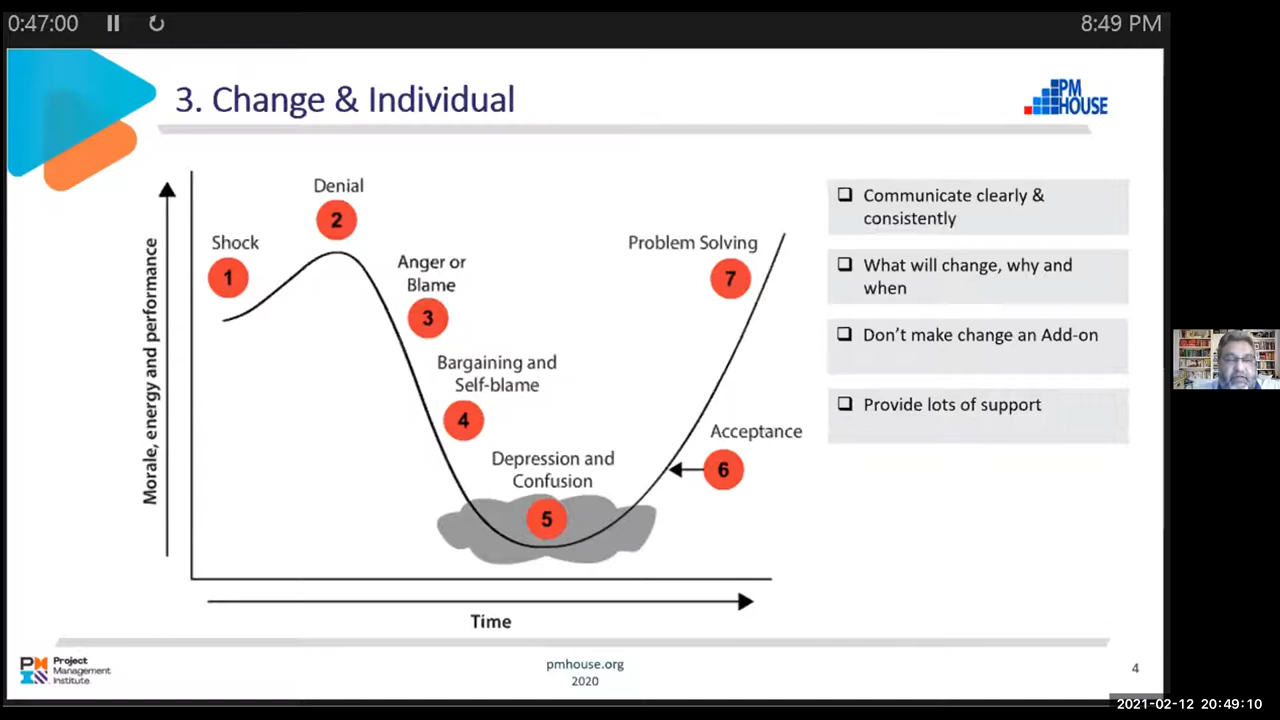 0:47:00
8:49 PM
3. Change & Individual
PM
HOUSE
Denial
2
Shock
1
Anger or
Blame
3
Bargaining and
Self-blame
4
Depression and
Confusion
5
Acceptance
6
Problem Solving
7
Morale, energy and performance
Time
Communicate clearly &
consistently
What will change, why and
when
Don't make change an Add-on
Provide lots of support
Project
Management
Institute.
pmhouse.org
2020
4
2021-02-12 20:49:10